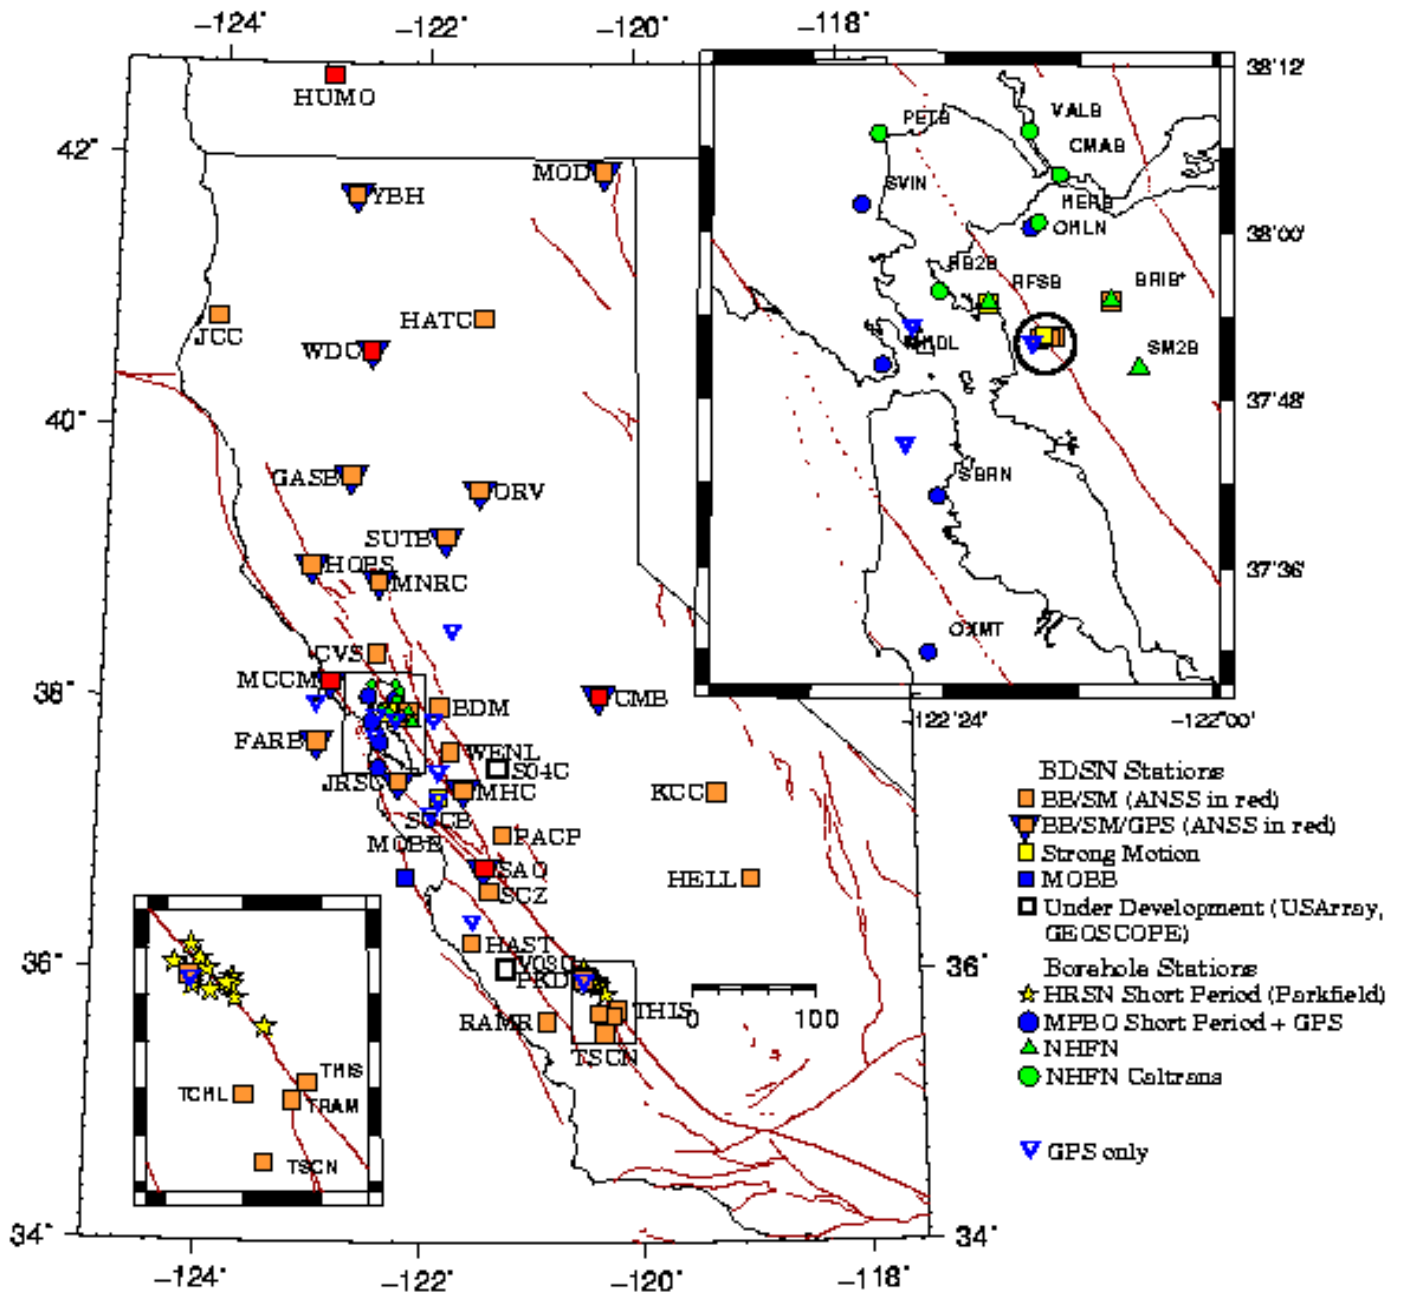 -124° -122° -120° -118°
HUMO
42°
MOD
YBH
HATC
JCC
WDC
40°
GASB
ORV
SUTB
HOPS
MNRC
CVS
MCCM
38°
CMB
BDM
FARB
WENL
S04C
JRSC
MHC
KCC
SCCB
PACP
MOBB
SAO
HELL
SCZ
HAST
V03C
36°
PKD
36°
THIS
RAMR
0 100
TSCN
34°
34°
-124° -122° -120° -118°
38°12'
VALB
PETB
CMAB
SVIN
HERB
OMLN
38°00'
RB2B
RFSB
BRIB+
NHDL
SM2B
37°48'
SBRN
37°36'
OXMT
-122°24' -122°00'
THIS
TCHL
TRAM
TSCN
BDSN Stations
BB/SM (ANSS in red)
BB/SM/GPS (ANSS in red)
Strong Motion
MOBB
Under Development (USArray,
GEOSCOPE)
Borehole Stations
HRSN Short Period (Parkfield)
MPBO Short Period + GPS
NHFN
NHFN Caltrans
GPS only